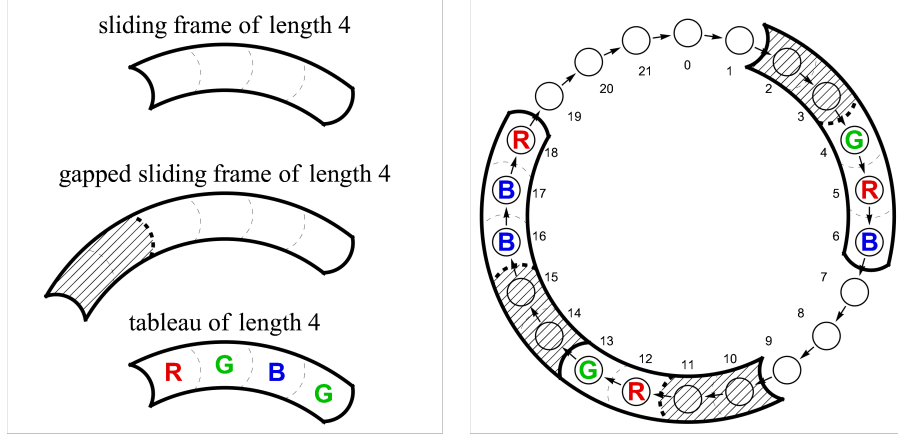 sliding frame of length 4
gapped sliding frame of length 4
tableau of length 4
R G B G
0
1
2
3
4
5
6
7
8
9
10
11
12
13
14
15
16
17
18
19
20
21
G
R
B
R
G
B
B
R